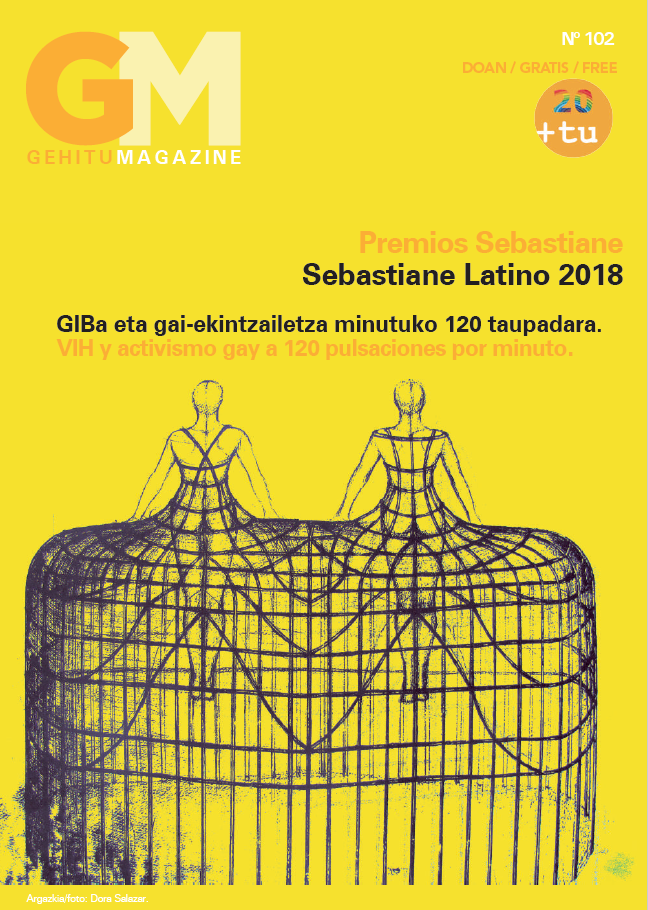 GM
GEHITUMAGAZINE
Nº 102
DOAN / GRATIS / FREE
20
+tu
Premios Sebastiane
Sebastiane Latino 2018
GIBa eta gai-ekintzailetza minutuko 120 taupadara.
VIH y activismo gay a 120 pulsaciones por minuto.
Argazkia/foto: Dora Salazar.